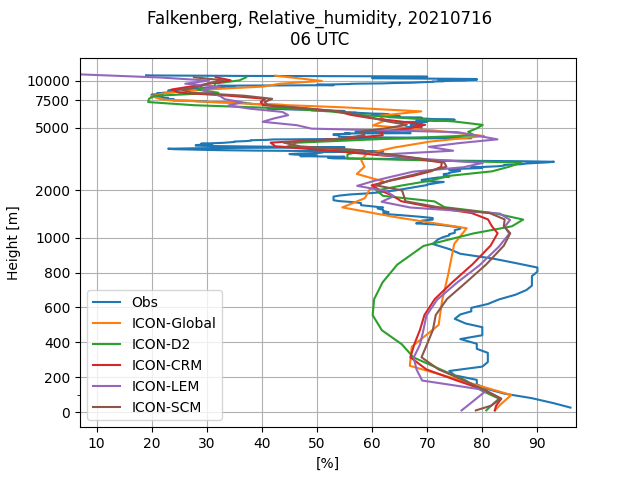 Falkenberg, Relative_humidity, 20210716
06 UTC
Height [m]
10000
7500
5000
2000
1000
800
600
400
200
0
Obs
ICON-Global
ICON-D2
ICON-CRM
ICON-LEM
ICON-SCM
10 20 30 40 50 60 70 80 90
[%]